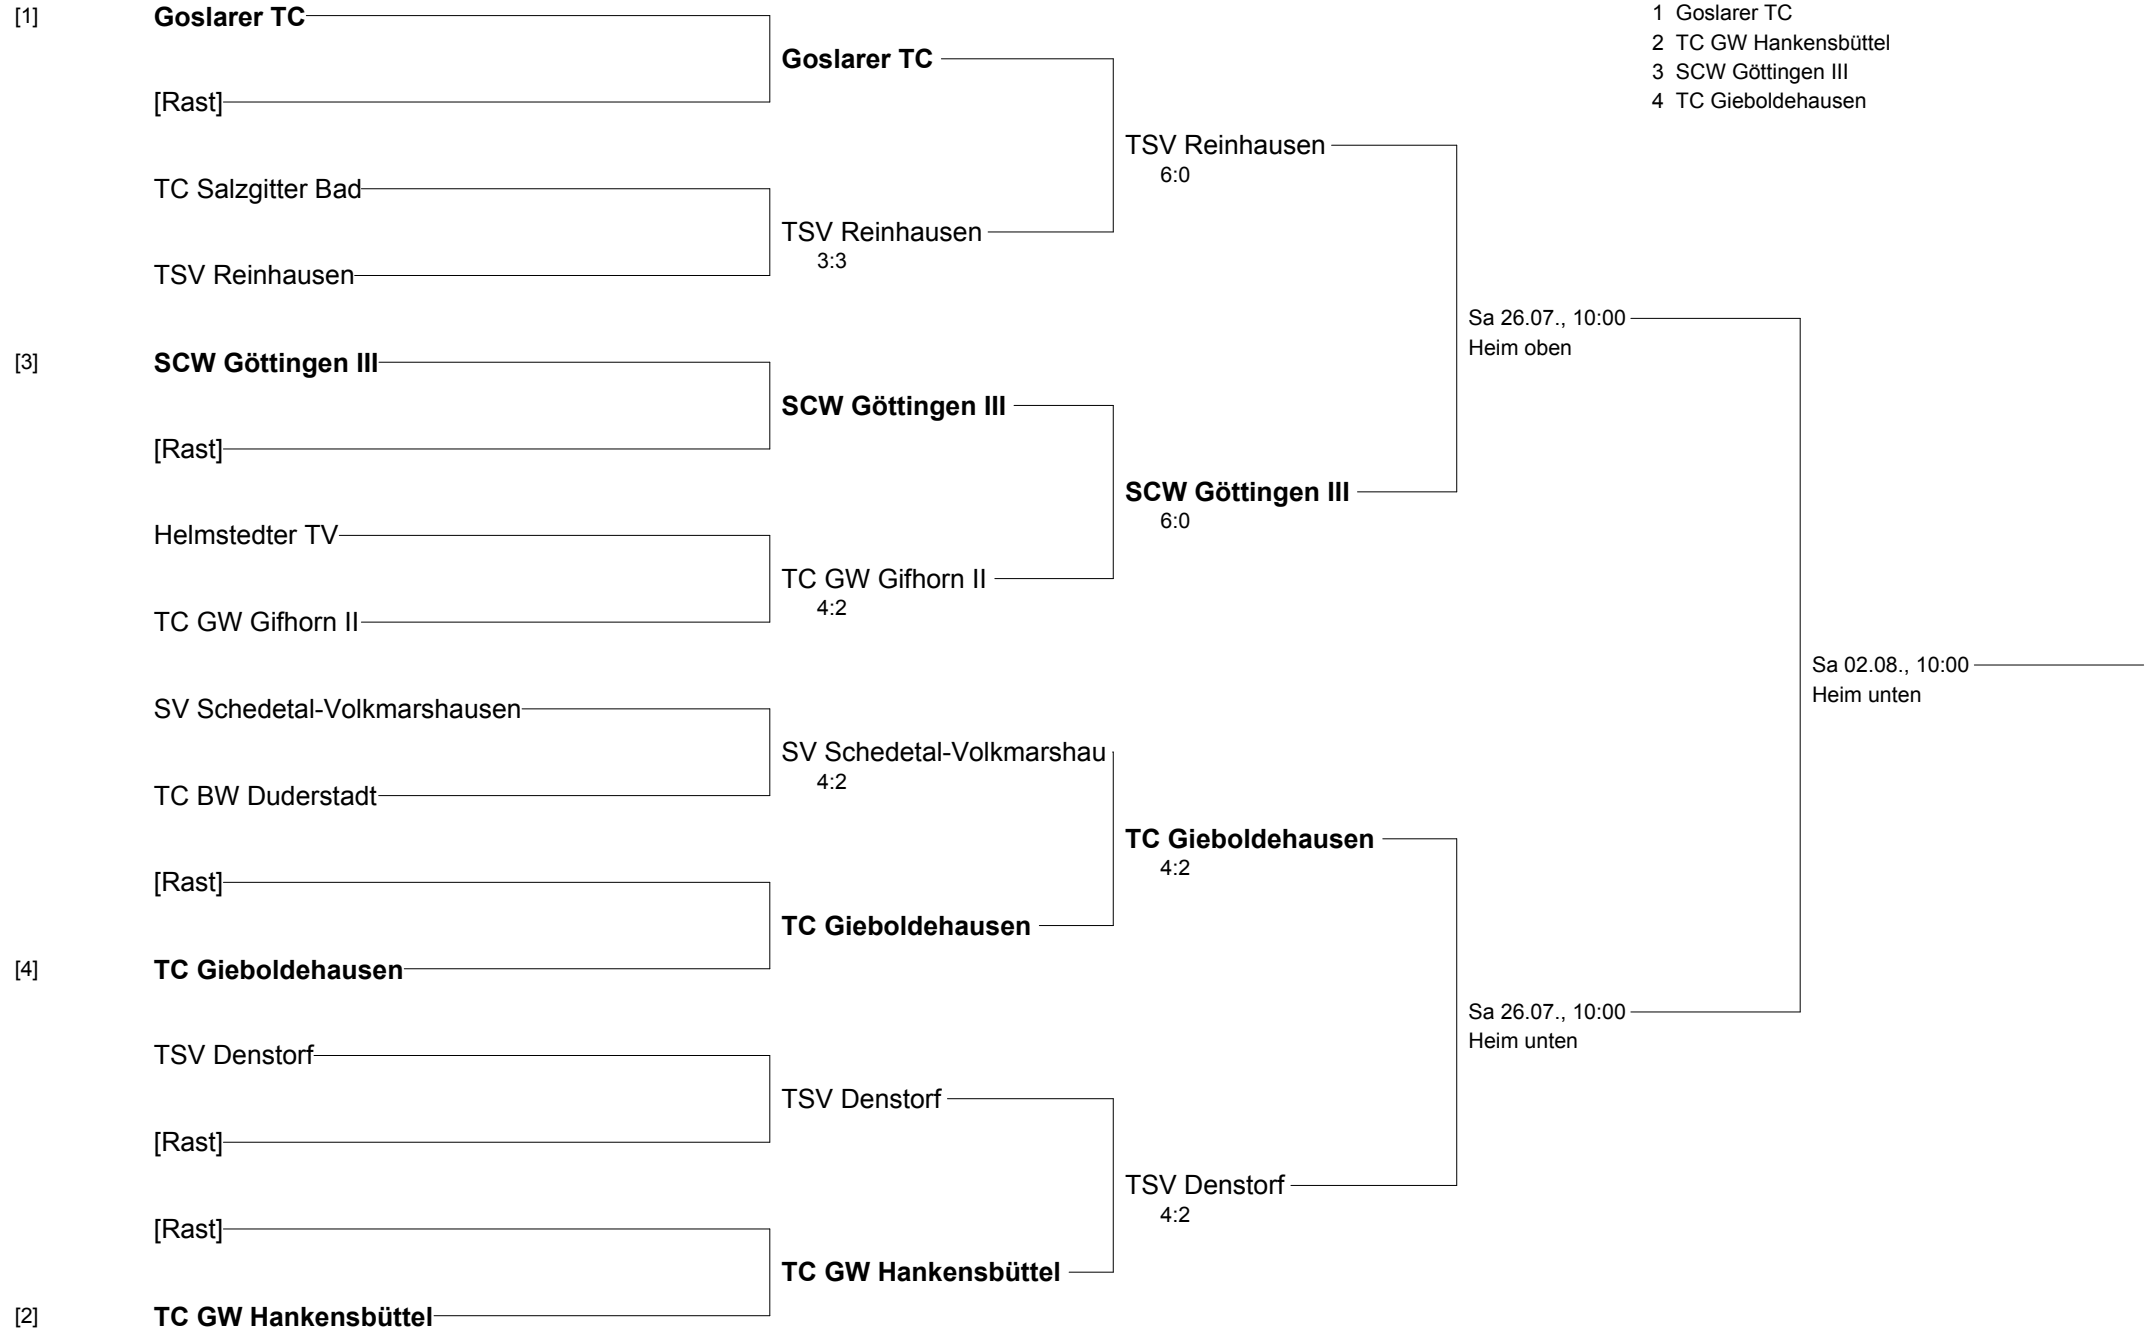 [1]
Goslarer TC
[Rast]
TC Salzgitter Bad
TSV Reinhausen
[3]
SCW Göttingen III
[Rast]
Helmstedter TV
TC GW Gifhorn II
SV Schedetal-Volkmarshausen
TC BW Duderstadt
[Rast]
[4]
TC Gieboldehausen
TSV Denstorf
[Rast]
[Rast]
[2]
TC GW Hankensbüttel
Goslarer TC
TSV Reinhausen
3:3
SCW Göttingen III
TC GW Gifhorn II
4:2
SV Schedetal-Volkmarshau
4:2
TC Gieboldehausen
TSV Denstorf
TC GW Hankensbüttel
TSV Reinhausen
6:0
SCW Göttingen III
6:0
TC Gieboldehausen
4:2
TSV Denstorf
4:2
Sa 26.07., 10:00
Heim oben
Sa 26.07., 10:00
Heim unten
Sa 02.08., 10:00
Heim unten
1 Goslarer TC
2 TC GW Hankensbüttel
3 SCW Göttingen III
4 TC Gieboldehausen